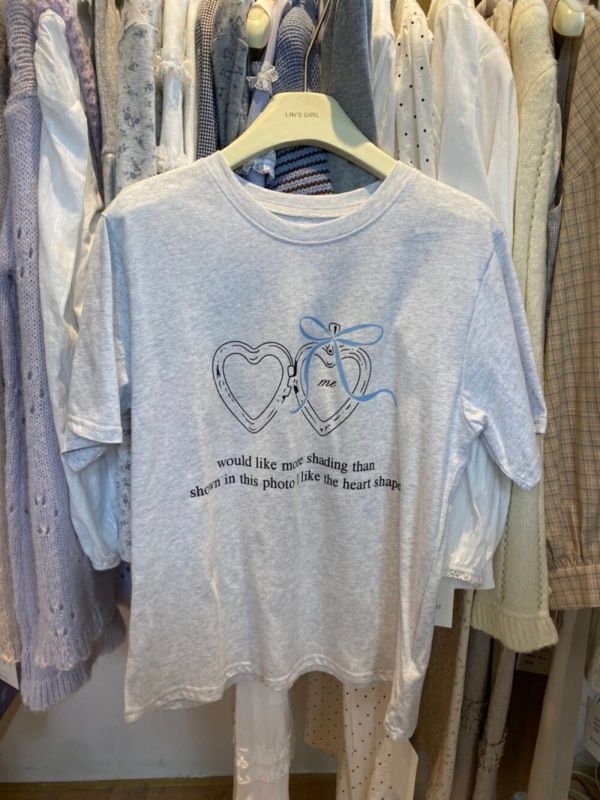 LIN'S GIRL
me
would like more shading than
shown in this photo I like the heart shape